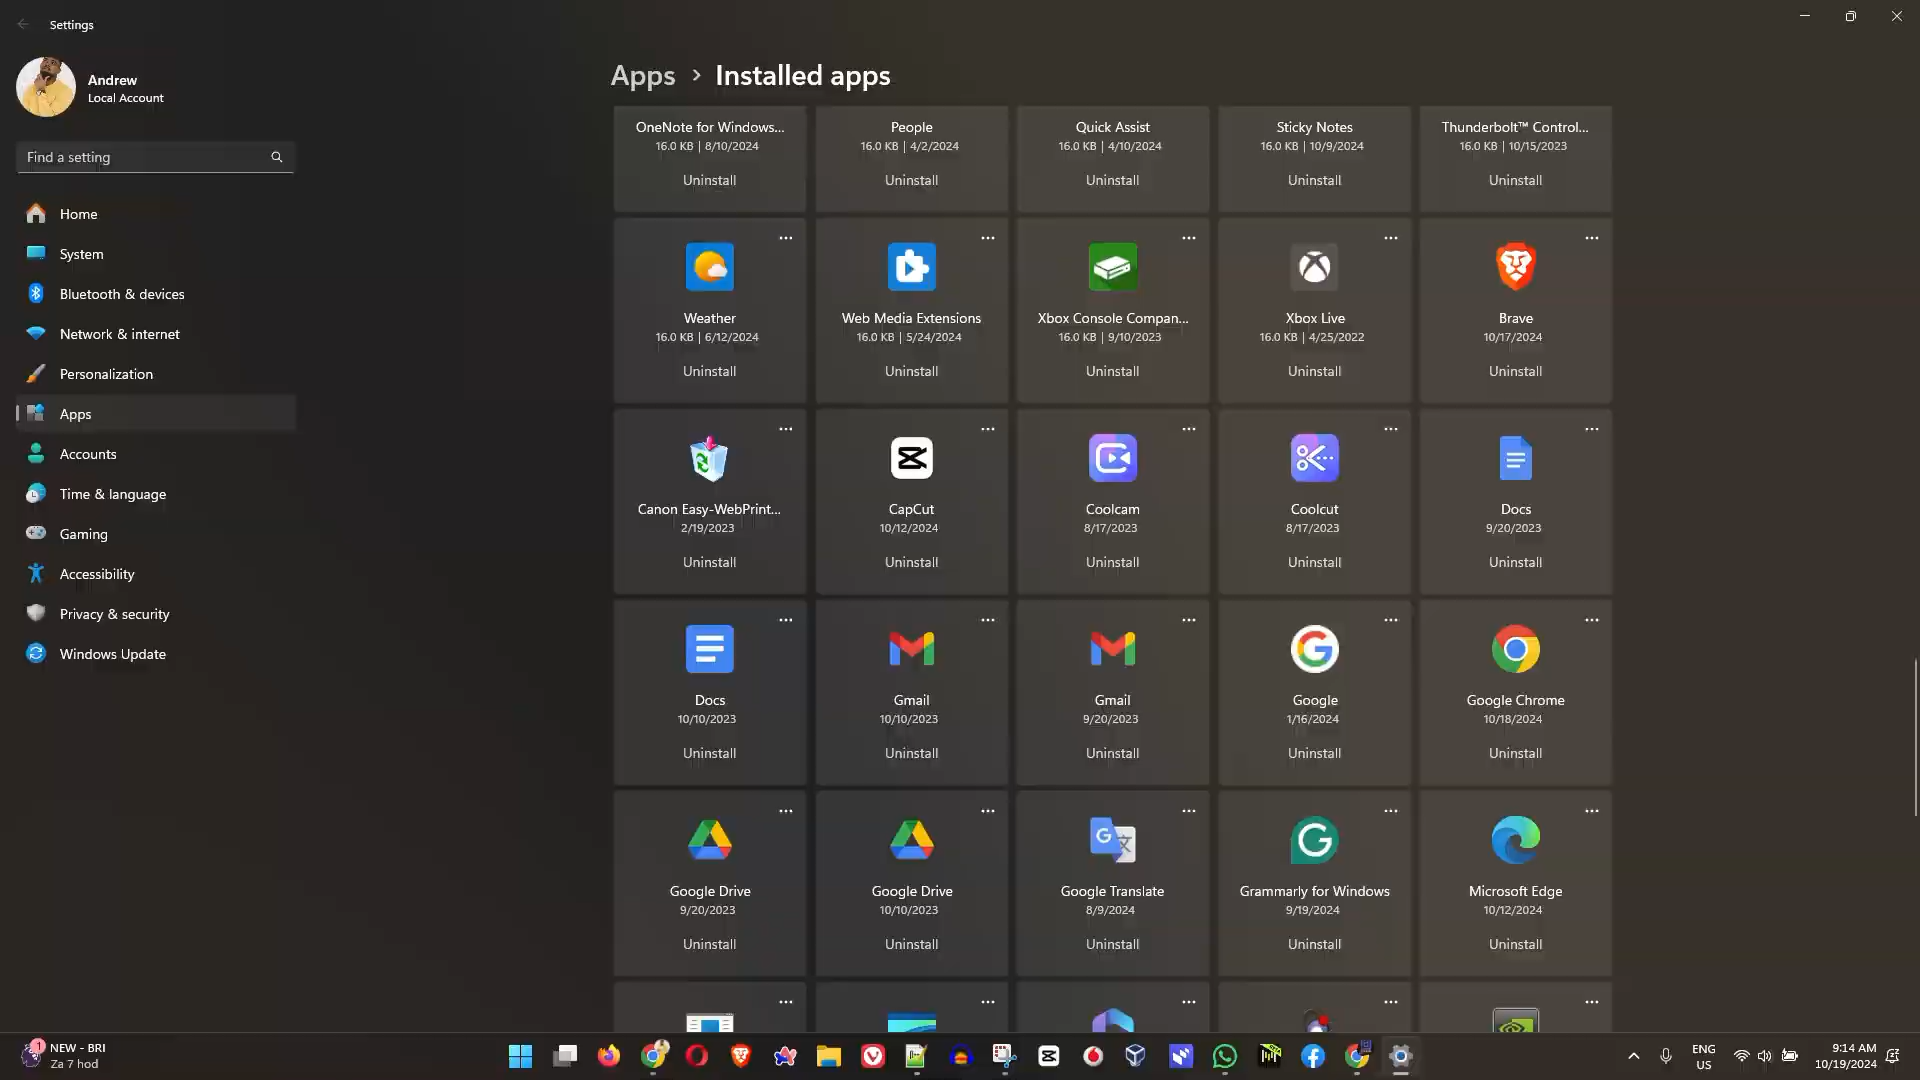 Settings
Andrew
Local Account
Find a setting
Home
System
Bluetooth & devices
Network & internet
Personalization
Apps
Accounts
Time & language
Gaming
Accessibility
Privacy & security
Windows Update
Apps > Installed apps
OneNote for Windows... People Quick Assist Sticky Notes Thunderbolt™ Control...
16.0 KB | 8/10/2024 16.0 KB | 4/2/2024 16.0 KB | 4/10/2024 16.0 KB | 10/9/2024 16.0 KB | 10/15/2023
Uninstall Uninstall Uninstall Uninstall Uninstall
Weather Web Media Extensions Xbox Console Compan... Xbox Live Brave
16.0 KB | 6/12/2024 16.0 KB | 5/24/2024 16.0 KB | 9/10/2023 16.0 KB | 4/25/2022 10/17/2024
Uninstall Uninstall Uninstall Uninstall Uninstall
Canon Easy-WebPrint... CapCut Coolcam Coolcut Docs
2/19/2023 10/12/2024 8/17/2023 8/17/2023 9/20/2023
Uninstall Uninstall Uninstall Uninstall Uninstall
Docs Gmail Gmail Google Google Chrome
10/10/2023 10/10/2023 9/20/2023 1/16/2024 10/18/2024
Uninstall Uninstall Uninstall Uninstall Uninstall
Google Drive Google Drive Google Translate Grammarly for Windows Microsoft Edge
9/20/2023 10/10/2023 8/9/2024 9/19/2024 10/12/2024
Uninstall Uninstall Uninstall Uninstall Uninstall
1
NEW - BRI
Za 7 hod
ENG
US
9:14 AM
10/19/2024